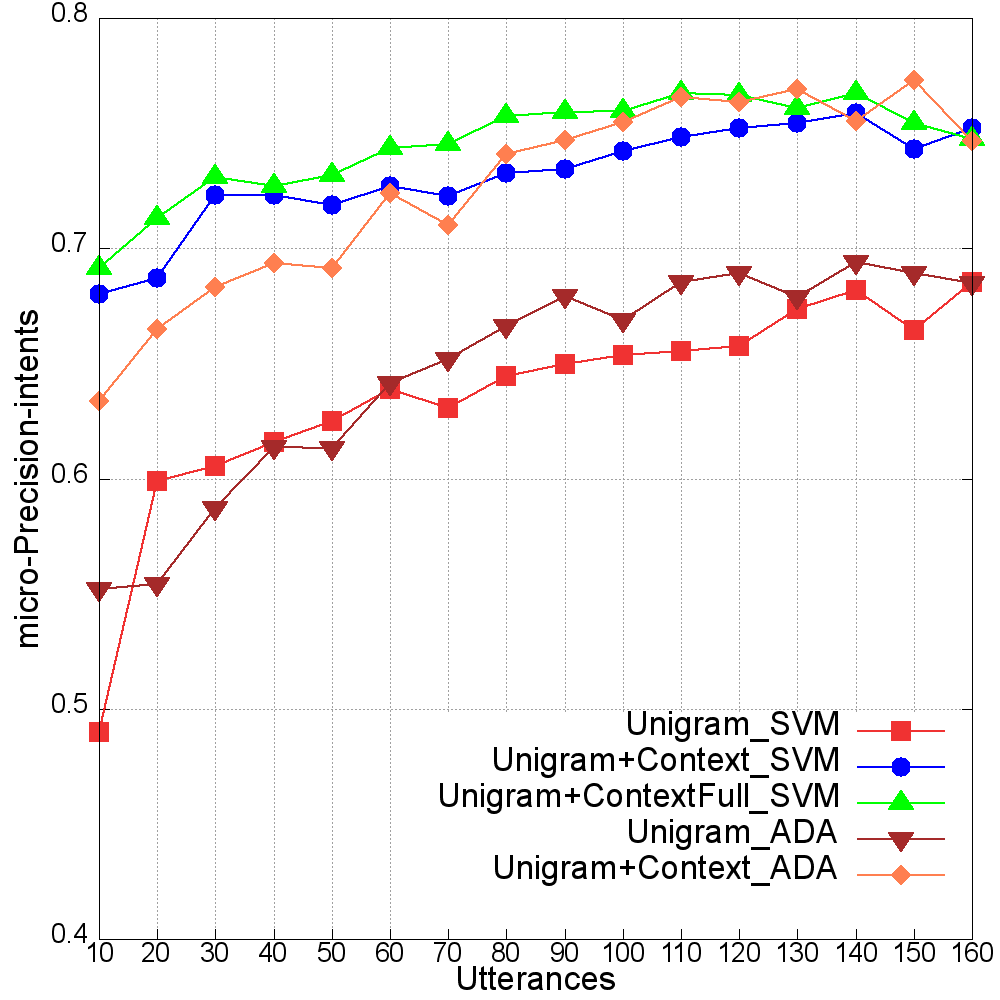 micro-Precision-intents
0.8
0.7
0.6
0.5
0.4
Unigram_SVM
Unigram+Context_SVM
Unigram+ContextFull_SVM
Unigram_ADA
Unigram+Context_ADA
10 20 30 40 50 60 70 80 90 100 110 120 130 140 150 160
Utterances